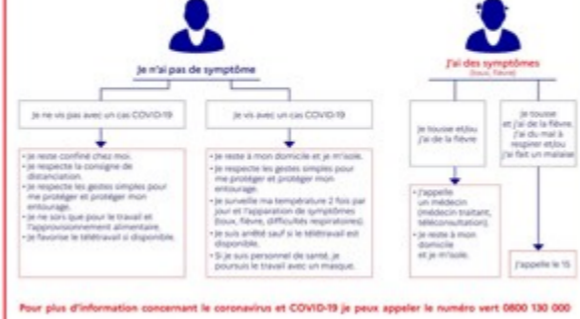 Je n'ai pas de symptôme
J'ai des symptômes
(toux, fièvre)
Je ne vis pas avec un cas COVID-19
Je vis avec un cas COVID-19
Je tousse et/ou
j'ai de la fièvre
Je tousse
et j'ai de la fièvre.
J'ai du mal à
respirer et/ou
j'ai fait un malaise
• Je reste confiné chez moi.
• Je respecte la consigne de
distanciation.
• Je respecte les gestes simples pour
me protéger et protéger mon
entourage.
• Je ne sors que pour le travail et
l'approvisionnement alimentaire.
• Je favorise le télétravail si disponible.
• Je reste à mon domicile et je m'isole.
• Je respecte les gestes simples pour
me protéger et protéger mon
entourage.
• Je surveille ma température 2 fois par
jour et l'apparation de symptômes
(toux, fièvre, difficultés respiratoires).
• Je suis arrêté sauf si le télétravail est
disponible.
• Si je suis personnel de santé, je
poursuis le travail avec un masque.
• J'appelle
un médecin
(médecin traitant,
téléconsultation).
• Je reste à mon
domicile
et je m'isole.
J'appelle le 15
Pour plus d'information concernant le coronavirus et COVID-19 je peux appeler le numéro vert 0800 130 000